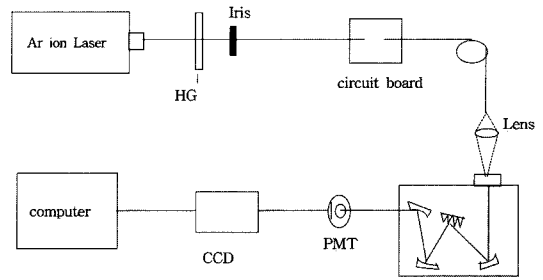 Iris
Ar ion Laser
HG
circuit board
Lens
computer
CCD
PMT